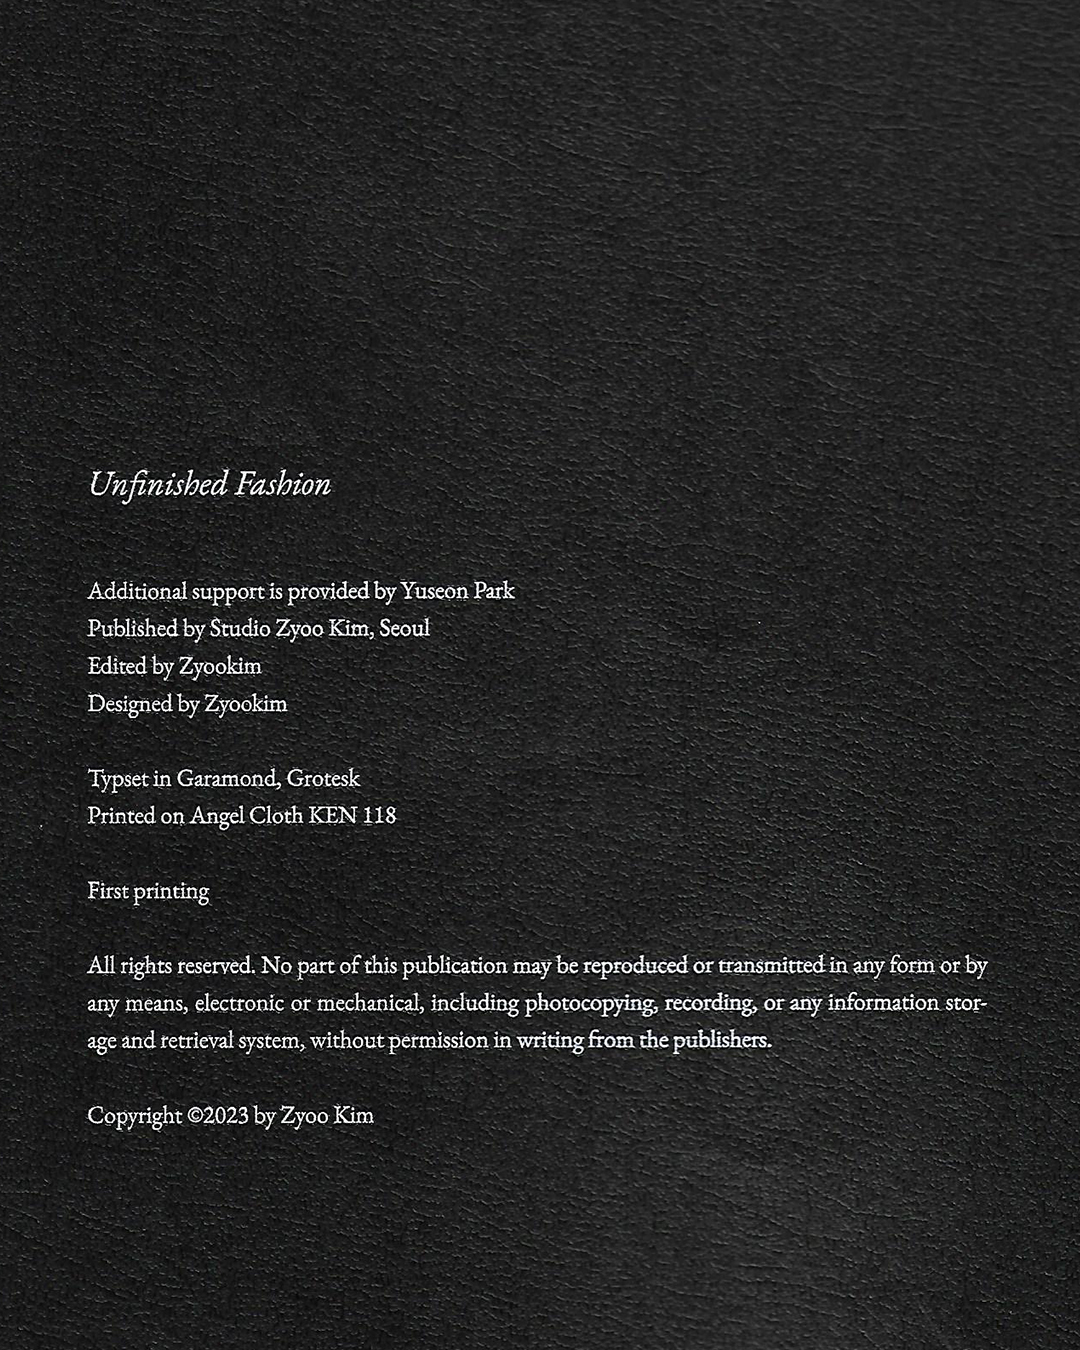 Unfinished Fashion
Additional support is provided by Yuseon Park
Published by Studio Zyoo Kim, Seoul
Edited by Zyookim
Designed by Zyookim
Typset in Garamond, Grotesk
Printed on Angel Cloth KEN 118
First printing
All rights reserved. No part of this publication may be reproduced or transmitted in any form or by
any means, electronic or mechanical, including photocopying, recording, or any information stor-
age and retrieval system, without permission in writing from the publishers.
Copyright ©2023 by Zyoo Kim